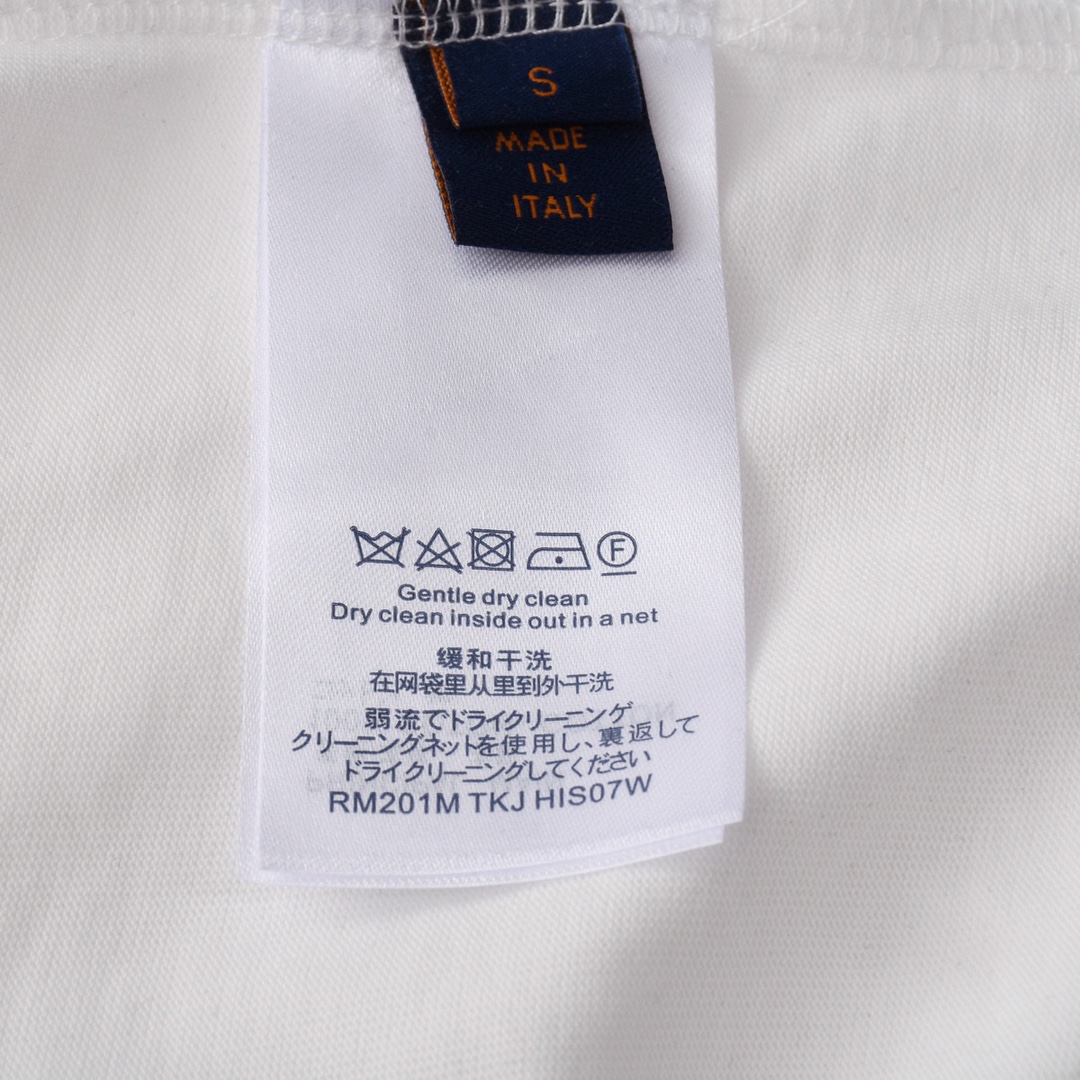 S
MADE
IN
ITALY
F
Gentle dry clean
Dry clean inside out in a net
缓和干洗
在网袋里从里到外干洗
弱流でドライクリーニンゲ
クリーニングネットを使用し、裏返して
ドライクリーニングしてください
RM201M TKJ HIS07W